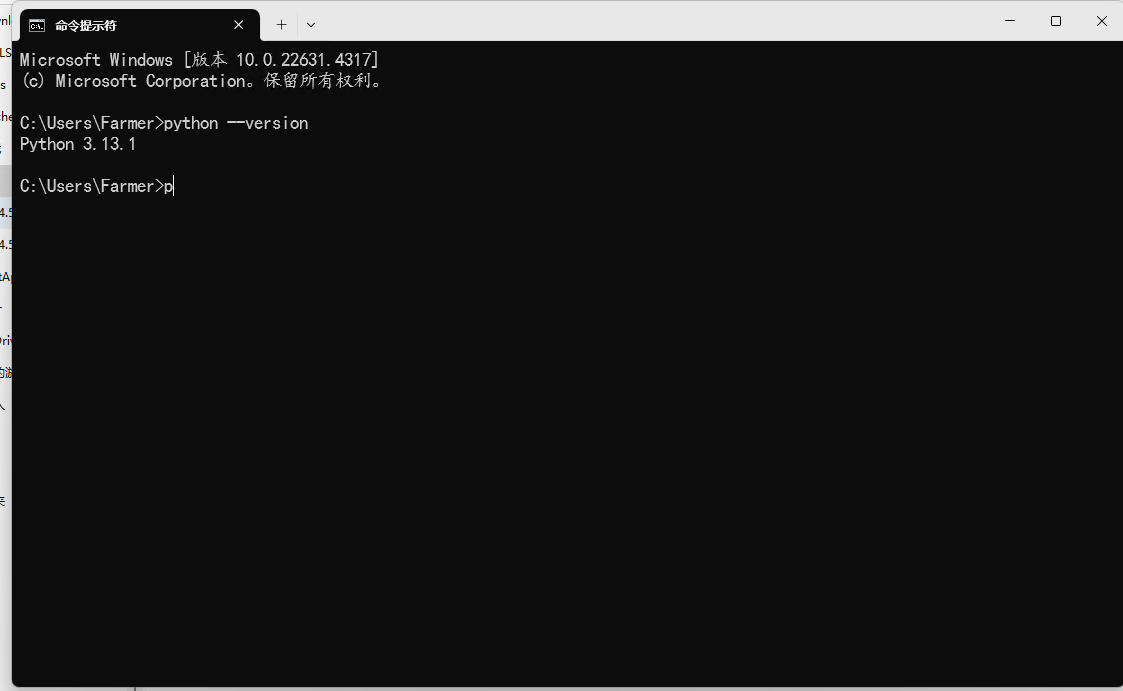 命令提示符
Microsoft Windows [版本 10.0.22631.4317]
(c) Microsoft Corporation。保留所有权利。
C:\Users\Farmer>python --version
Python 3.13.1
C:\Users\Farmer>p